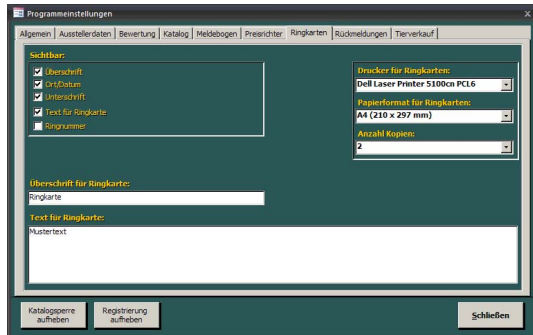 Programmeinstellungen
x
Allgemein Ausstellerdaten Bewertung Katalog Meldebogen Preisrichter Ringkarten Rückmeldungen Tierverkauf
Sichtbar:
Überschrift
Ort/Datum
Unterschrift
Text für Ringkarte
Ringnummer
Drucker für Ringkarten:
Dell Laser Printer 5100cn PCL6
Papierformat für Ringkarten:
A4 (210 x 297 mm)
Anzahl Kopien:
2
Überschrift für Ringkarte:
Ringkarte
Text für Ringkarte:
Mustertext
Katalogsperre
aufheben
Registrierung
aufheben
Schließen